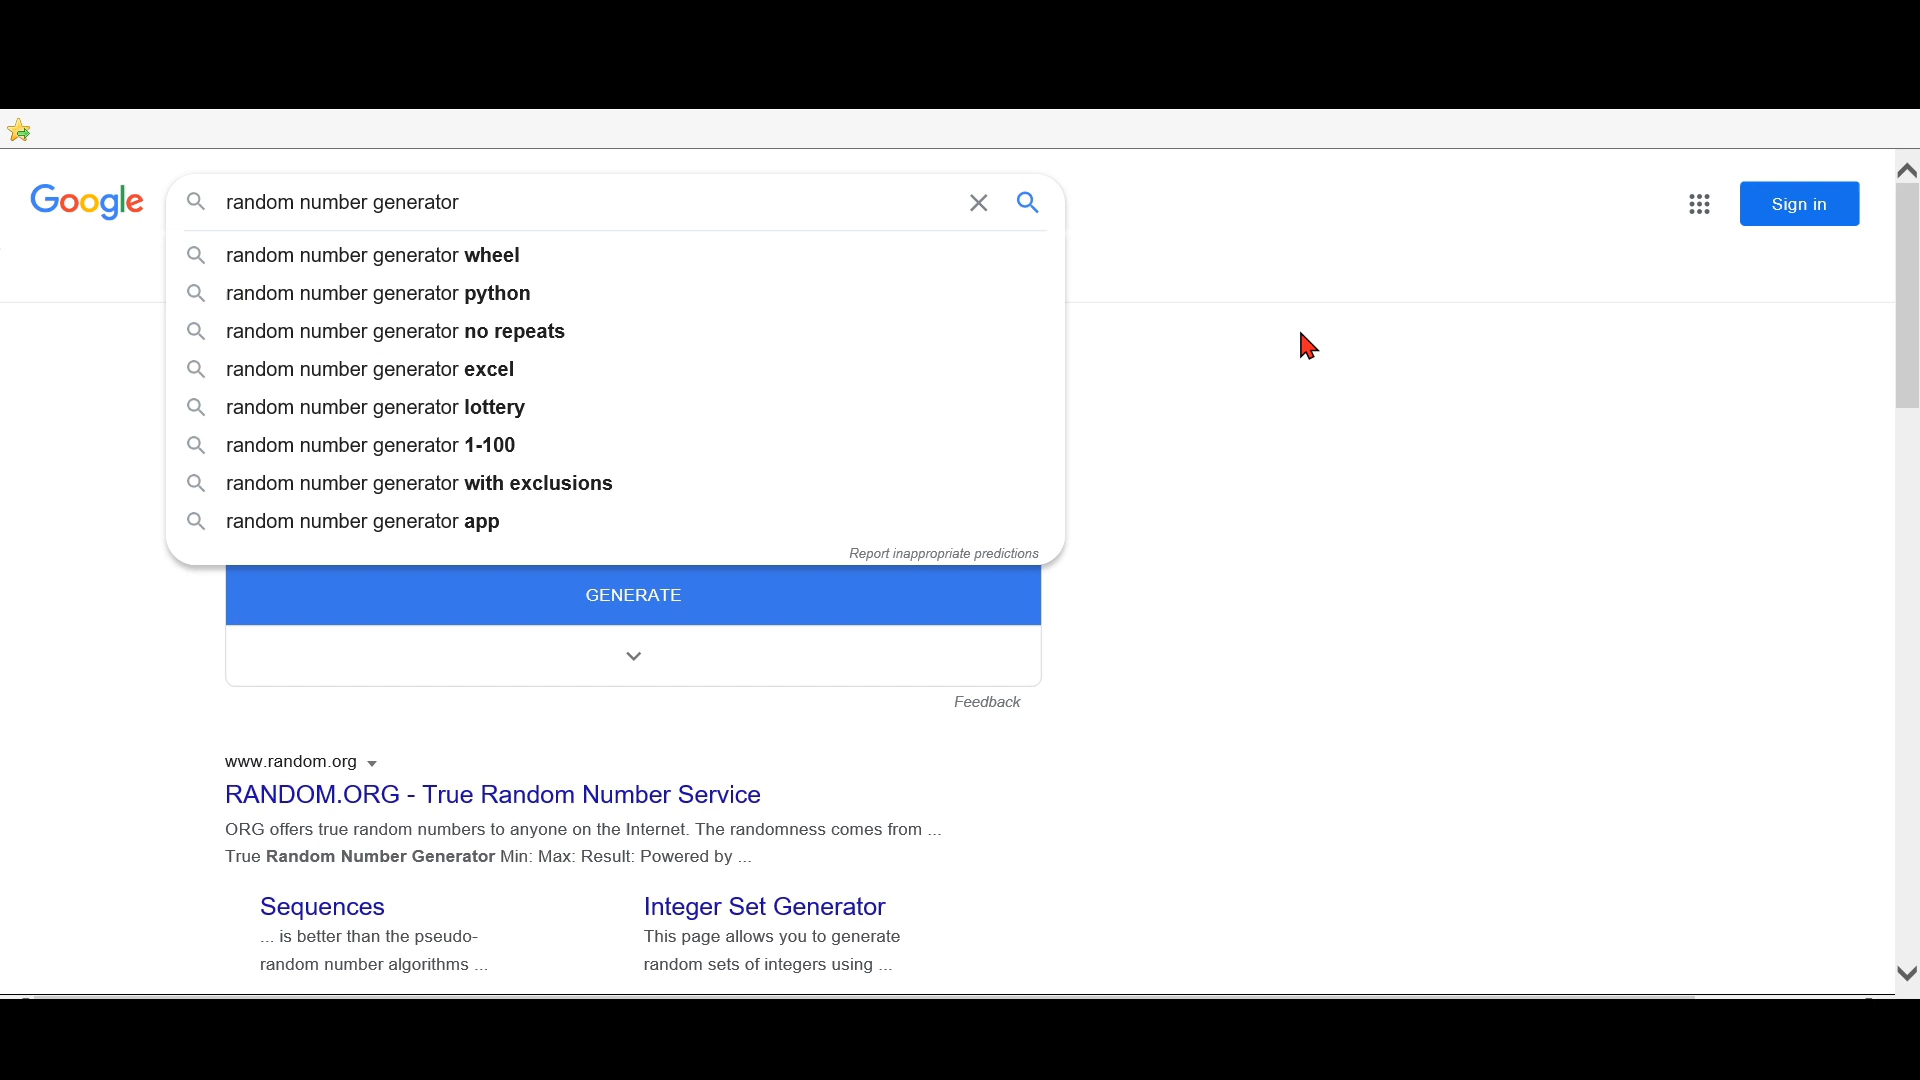 Google
random number generator
Sign in
random number generator wheel
random number generator python
random number generator no repeats
random number generator excel
random number generator lottery
random number generator 1-100
random number generator with exclusions
random number generator app
Report inappropriate predictions
GENERATE
Feedback
www.random.org
RANDOM.ORG - True Random Number Service
ORG offers true random numbers to anyone on the Internet. The randomness comes from ...
True Random Number Generator Min: Max: Result: Powered by ...
Sequences
... is better than the pseudo-
random number algorithms ...
Integer Set Generator
This page allows you to generate
random sets of integers using ...